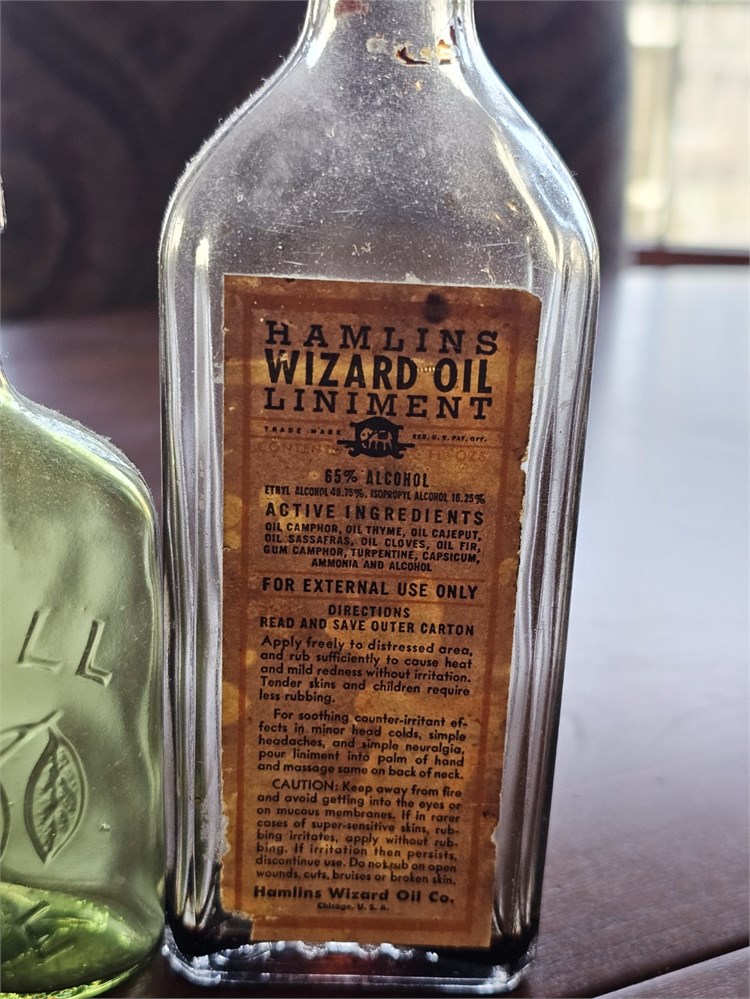 HAMLINS
WIZARD OIL
LINIMENT
TRADE MARK REG. U. S. PAT. OFF.
CONTENTS FL. OZS.
65% ALCOHOL
ETHYL ALCOHOL 48.75%, ISOPROPYL ALCOHOL 16.25%
ACTIVE INGREDIENTS
OIL CAMPHOR, OIL THYME, OIL CAJEPUT,
OIL SASSAFRAS, OIL CLOVES, OIL FIR,
GUM CAMPHOR, TURPENTINE, CAPSICUM,
AMMONIA AND ALCOHOL
FOR EXTERNAL USE ONLY
DIRECTIONS
READ AND SAVE OUTER CARTON
Apply freely to distressed area,
and rub sufficiently to cause heat
and mild redness without irritation.
Tender skins and children require
less rubbing.
For soothing counter-irritant ef-
fects in minor head colds, simple
headaches, and simple neuralgia,
pour liniment into palm of hand
and massage same on back of neck.
CAUTION: Keep away from fire
and avoid getting into the eyes or
on mucous membranes. If in rarer
cases of super-sensitive skins, rub-
bing irritates, apply without rub-
bing. If irritation then persists,
discontinue use. Do not rub on open
wounds, cuts, bruises or broken skin.
Hamlins Wizard Oil Co.
Chicago, U. S. A.
LL